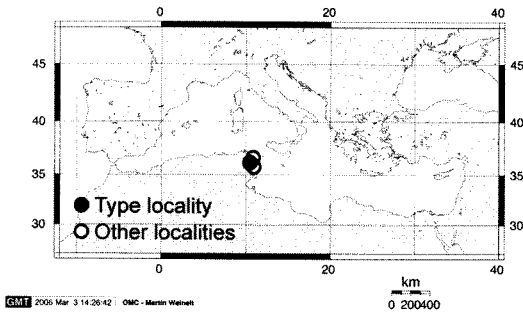 0 20 40
45 45
40 40
35 35
30 30
Type locality
Other localities
0 20 40
km
0 200400
GMT 2006 Mar 3 14:26:42 OMC - Martin Weinelt